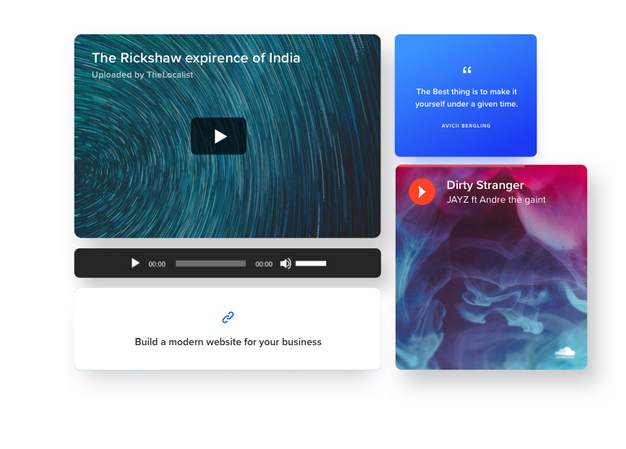 The Rickshaw expirence of India
Uploaded by TheLocalist
“
The Best thing is to make it
yourself under a given time.
AVICII BERGLING
Dirty Stranger
JAYZ ft Andre the gaint
00:00
00:00
Build a modern website for your business